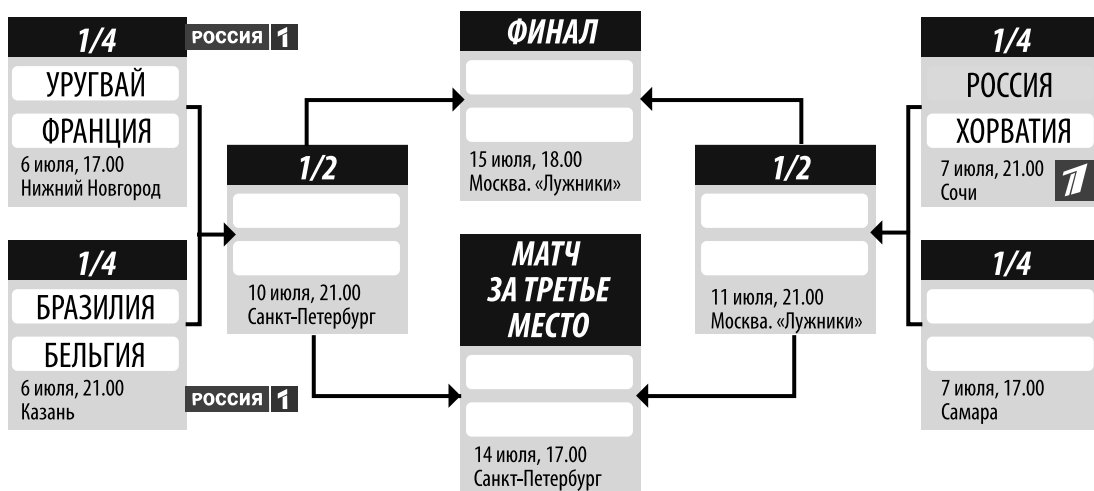 1/4
РОССИЯ 1
УРУГВАЙ
ФРАНЦИЯ
6 июля, 17.00
Нижний Новгород
1/4
БРАЗИЛИЯ
БЕЛЬГИЯ
6 июля, 21.00
Казань
РОССИЯ 1
1/2
10 июля, 21.00
Санкт-Петербург
ФИНАЛ
15 июля, 18.00
Москва. «Лужники»
МАТЧ
ЗА ТРЕТЬЕ
МЕСТО
14 июля, 17.00
Санкт-Петербург
1/2
11 июля, 21.00
Москва. «Лужники»
1/4
РОССИЯ
ХОРВАТИЯ
7 июля, 21.00
Сочи
1
1/4
7 июля, 17.00
Самара